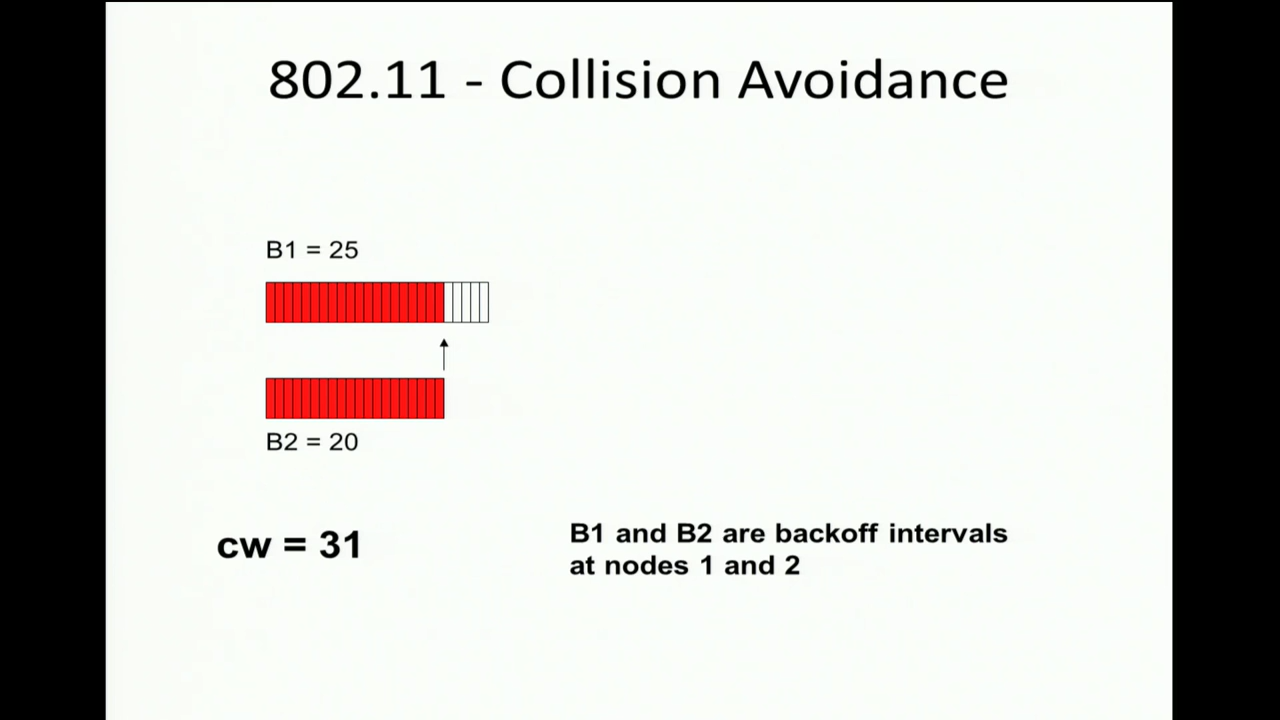 802.11 - Collision Avoidance
B1 = 25
B2 = 20
cw = 31
B1 and B2 are backoff intervals
at nodes 1 and 2